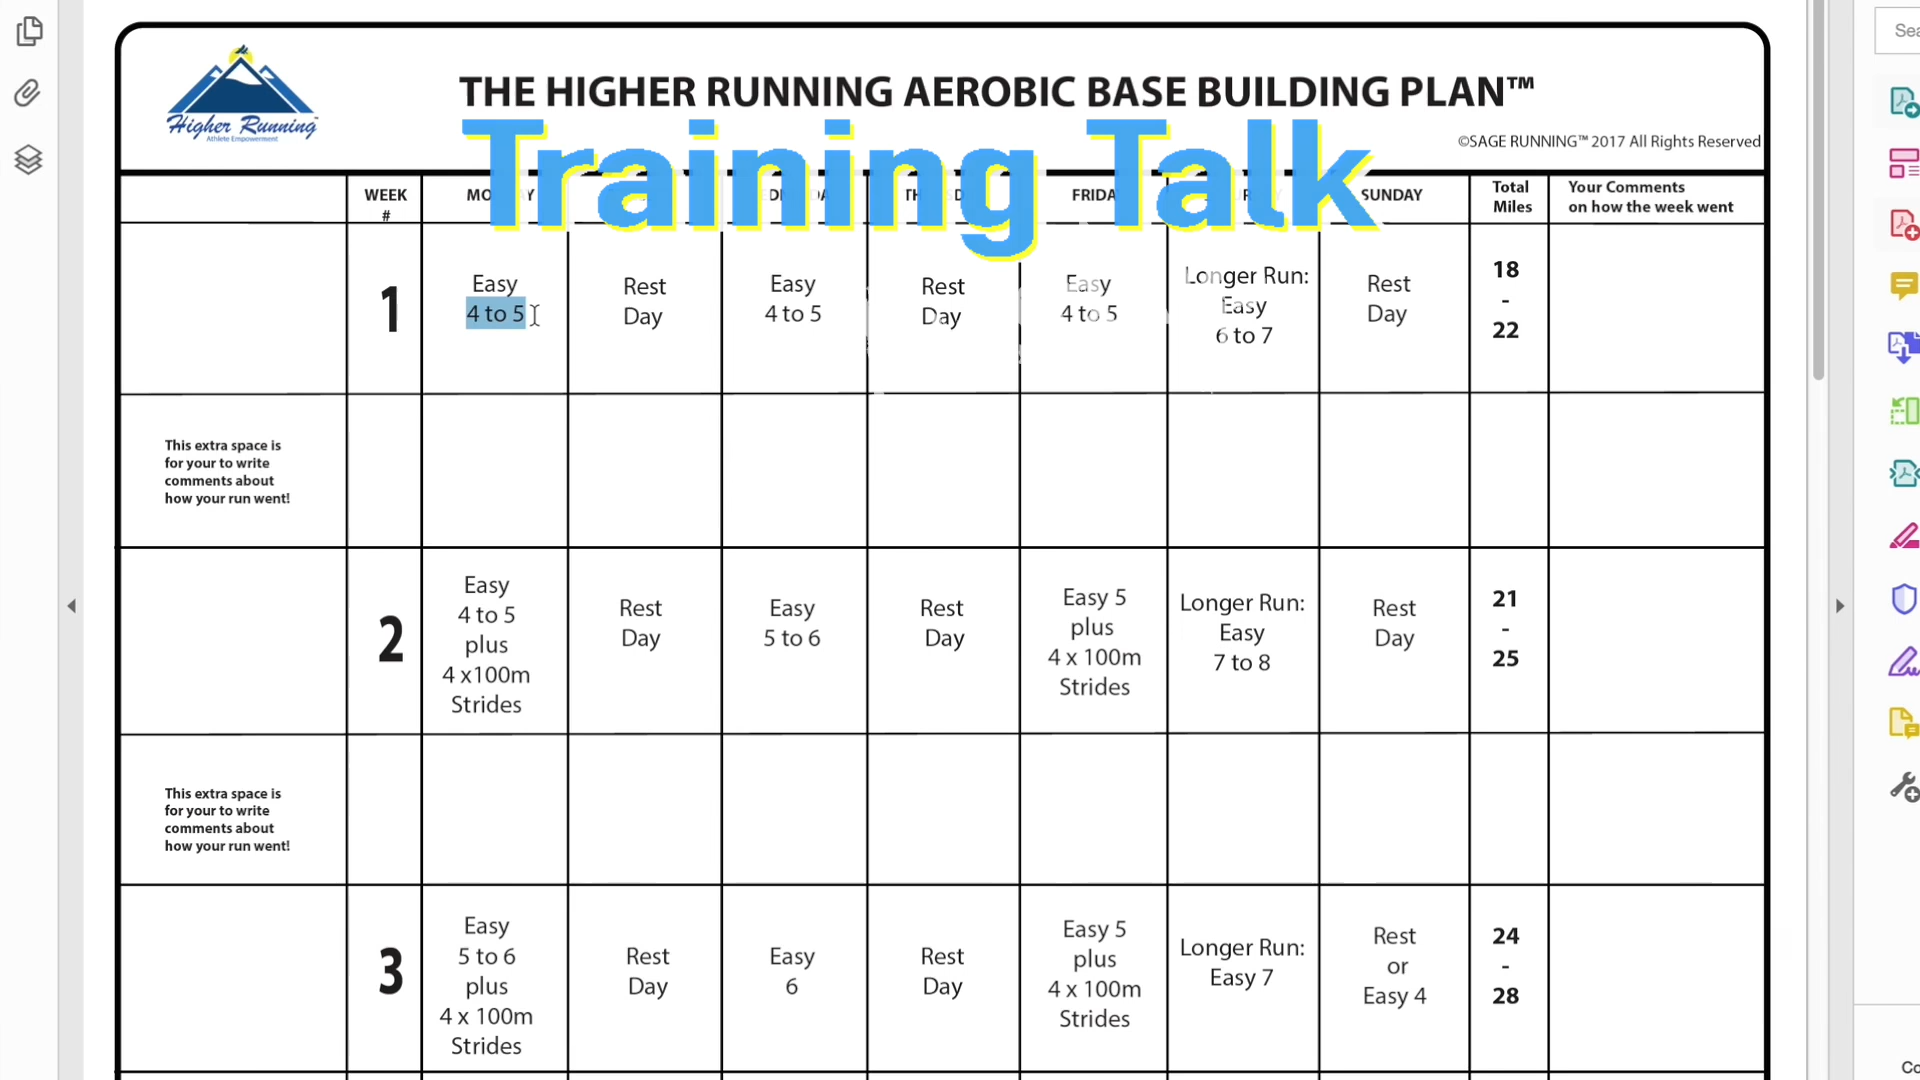 Sea
Higher Running
Athlete Empowerment
THE HIGHER RUNNING AEROBIC BASE BUILDING PLAN™
©SAGE RUNNING™ 2017 All Rights Reserved
Training Talk
WEEK
#
SUNDAY
Total
Miles
Your Comments
on how the week went
1
Easy
4 to 5
Rest
Day
Easy
4 to 5
Rest
Day
Easy
4 to 5
Longer Run:
Easy
6 to 7
Rest
Day
18
-
22
This extra space is
for your to write
comments about
how your run went!
2
Easy
4 to 5
plus
4 x100m
Strides
Rest
Day
Easy
5 to 6
Rest
Day
Easy 5
plus
4 x 100m
Strides
Longer Run:
Easy
7 to 8
Rest
Day
21
-
25
This extra space is
for your to write
comments about
how your run went!
3
Easy
5 to 6
plus
4 x 100m
Strides
Rest
Day
Easy
6
Rest
Day
Easy 5
plus
4 x 100m
Strides
Longer Run:
Easy 7
Rest
or
Easy 4
24
-
28
Co